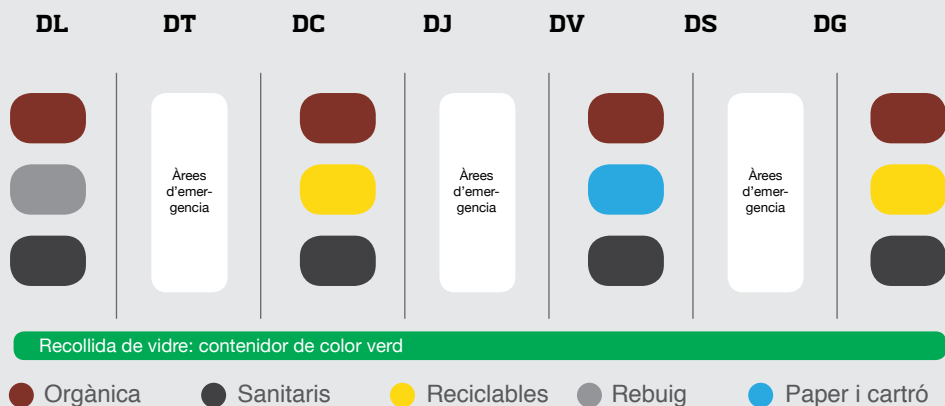 DL DT DC DJ DV DS DG
Àrees
d’emer-
gencia
Àrees
d’emer-
gencia
Àrees
d’emer-
gencia
Recollida de vidre: contenidor de color verd
Orgànica Sanitaris Reciclables Rebuig Paper i cartró